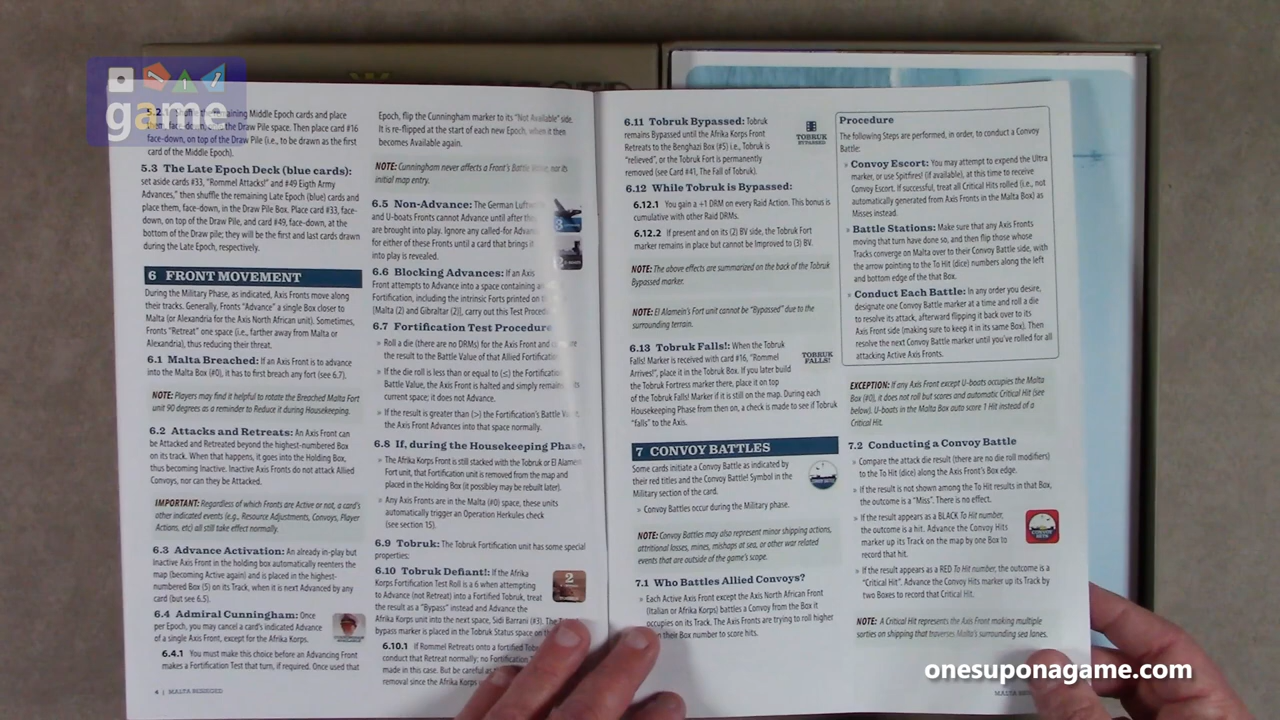 game
5.2.1
ining Middle Epoch cards and place
face-down, on the Draw Pile space. Then place card #16
face-down, on top of the Draw Pile (i.e., to be drawn as the first
card of the Middle Epoch).
5.3 The Late Epoch Deck (blue cards):
set aside cards #33, "Rommel Attacks!" and #49 Eigth Army
Advances," then shuffle the remaining Late Epoch (blue) cards and
place them, face-down, in the Draw Pile Box. Place card #33, face-
down, on top of the Draw Pile, and card #49, face-down, at the
bottom of the Draw pile; they will be the first and last cards drawn
during the Late Epoch, respectively.
6 FRONT MOVEMENT
During the Military Phase, as indicated, Axis Fronts move along
their tracks. Generally, Fronts "Advance" a single Box closer to
Malta (or Alexandria for the Axis North African unit). Sometimes,
Fronts "Retreat" one space (i.e., farther away from Malta or
Alexandria), thus reducing their threat.
6.1 Malta Breached: If an Axis Front is to advance
into the Malta Box (#0), it has to first breach any fort (see 6.7).
NOTE: Players may find it helpful to rotate the Breached Malta Fort
unit 90 degrees as a reminder to Reduce it during Housekeeping.
6.2 Attacks and Retreats: An Axis Front can
be Attacked and Retreated beyond the highest-numbered Box
on its track. When that happens, it goes into the Holding Box,
thus becoming Inactive. Inactive Axis Fronts do not attack Allied
Convoys, nor can they be Attacked.
IMPORTANT: Regardless of which Fronts are Active or not, a card's
other indicated events (e.g., Resource Adjustments, Convoys, Player
Actions, etc) all still take effect normally.
6.3 Advance Activation: An already in-play but
Inactive Axis Front in the holding box automatically reenters the
map (becoming Active again) and is placed in the highest-
numbered Box (5) on its Track, when it is next Advanced by any
card (but see 6.5).
6.4 Admiral Cunningham: Once
per Epoch, you may cancel a card's indicated Advance
of a single Axis Front, except for the Afrika Korps.
6.4.1 You must make this choice before an Advancing Front
makes a Fortification Test that turn, if required. Once used that
4 | MALTA BESIEGED
Epoch, flip the Cunningham marker to its "Not Available" side.
It is re-flipped at the start of each new Epoch, when it then
becomes Available again.
NOTE: Cunningham never affects a Front's Battle nor its
initial map entry.
6.5 Non-Advance: The German Luftw
and U-boats Fronts cannot Advance until after the
are brought into play. Ignore any called-for Advan
for either of these Fronts until a card that brings it
into play is revealed.
6.6 Blocking Advances: If an Axis
Front attempts to Advance into a space containing a
Fortification, including the intrinsic Forts printed on
[Malta (2) and Gibraltar (2)], carry out this Test Proced
6.7 Fortification Test Procedure
» Roll a die (there are no DRMs) for the Axis Front and
the result to the Battle Value of that Allied Fortificat
» If the die roll is less than or equal to (≤) the Fortification
Battle Value, the Axis Front is halted and simply remain its
current space; it does not Advance.
» If the result is greater than (>) the Fortification's Battle V
the Axis Front Advances into that space normally.
6.8 If, during the Housekeeping Phase,
» The Afrika Korps Front is still stacked with the Tobruk or El Alame
Fort unit, that Fortification unit is removed from the map and
placed in the Holding Box (it possibley may be rebuilt later).
» Any Axis Fronts are in the Malta (#0) space, these units
automatically trigger an Operation Herkules check
(see section 15).
6.9 Tobruk: The Tobruk Fortification unit has some special
properties:
6.10 Tobruk Defiant!: If the Afrika
Korps Fortification Test Roll is a 6 when attempting
to Advance (not Retreat) into a Fortified Tobruk, treat
the result as a "Bypass" instead and Advance the
Afrika Korps unit into the next space, Sidi Barrani (#3). The
bypass marker is placed in the Tobruk Status space on
6.10.1 If Rommel Retreats onto a fortified Tob
conduct that Retreat normally; no Fortification
made in this case. But be careful
removal since the Afrika Korps
6.11 Tobruk Bypassed: Tobruk
remains Bypassed until the Afrika Korps Front
Retreats to the Benghazi Box (#5) i.e., Tobruk is
"relieved", or the Tobruk Fort is permanently
removed (see Card #41, The Fall of Tobruk).
TOBRUK
BYPASSED
6.12 While Tobruk is Bypassed:
6.12.1 You gain a +1 DRM on every Raid Action. This bonus is
cumulative with other Raid DRMs.
6.12.2 If present and on its (2) BV side, the Tobruk Fort
marker remains in place but cannot be Improved to (3) BV.
NOTE: The above effects are summarized on the back of the Tobruk
Bypassed marker.
NOTE: El Alamein's Fort unit cannot be "Bypassed" due to the
surrounding terrain.
6.13 Tobruk Falls!: When the Tobruk
Falls! Marker is received with card #16, "Rommel
Arrives!", place it in the Tobruk Box. If you later build
the Tobruk Fortress marker there, place it on top
of the Tobruk Falls! Marker if it is still on the map. During each
Housekeeping Phase from then on, a check is made to see if Tobruk
"falls" to the Axis.
TOBRUK
FALLS!
7 CONVOY BATTLES
Some cards initiate a Convoy Battle as indicated by
their red titles and the Convoy Battle! Symbol in the
Military section of the card.
» Convoy Battles occur during the Military phase.
NOTE: Convoy Battles may also represent minor shipping actions,
attritional losses, mines, mishaps at sea, or other war related
events that are outside of the game's scope.
7.1 Who Battles Allied Convoys?
» Each Active Axis Front except the Axis North African Front
(Italian or Afrika Korps) battles a Convoy from the Box it
occupies on its Track. The Axis Fronts are trying to roll higher
their Box number to score hits.
Procedure
The following Steps are performed, in order, to conduct a Convoy
Battle:
» Convoy Escort: You may attempt to expend the Ultra
marker, or use Spitfires! (if available), at this time to receive
Convoy Escort. If successful, treat all Critical Hits rolled (i.e., not
automatically generated from Axis Fronts in the Malta Box) as
Misses instead.
» Battle Stations: Make sure that any Axis Fronts
moving that turn have done so, and then flip those whose
Tracks converge on Malta over to their Convoy Battle side, with
the arrow pointing to the To Hit (dice) numbers along the left
and bottom edge of that Box.
» Conduct Each Battle: In any order you desire,
designate one Convoy Battle marker at a time and roll a die
to resolve its attack, afterward flipping it back over to its
Axis Front side (making sure to keep it in its same Box). Then
resolve the next Convoy Battle marker until you've rolled for all
attacking Active Axis Fronts.
EXCEPTION: If any Axis Front except U-boats occupies the Malta
Box (#0), it does not roll but scores and automatic Critical Hit (see
below). U-boats in the Malta Box auto score 1 Hit instead of a
Critical Hit.
7.2 Conducting a Convoy Battle
» Compare the attack die result (there are no die roll modifiers)
to the To Hit (dice) along the Axis Front's Box edge.
» If the result is not shown among the To Hit results in that Box,
the outcome is a "Miss". There is no effect.
» If the result appears as a BLACK To Hit number,
the outcome is a hit. Advance the Convoy Hits
marker up its Track on the map by one Box to
record that hit.
» If the result appears as a RED To Hit number, the outcome is a
"Critical Hit". Advance the Convoy Hits marker up its Track by
two Boxes to record that Critical Hit.
NOTE: A Critical Hit represents the Axis Front making multiple
sorties on shipping that traverses Malta's surrounding sea lanes.
onesuponagame.com